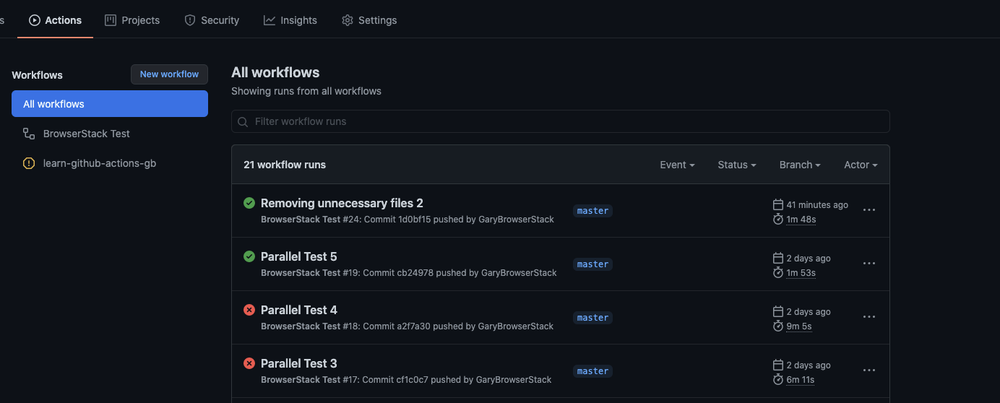 s Actions Projects Security Insights Settings
Workflows
New workflow
All workflows
BrowserStack Test
learn-github-actions-gb
All workflows
Showing runs from all workflows
Filter workflow runs
21 workflow runs Event Status Branch Actor
Removing unnecessary files 2
BrowserStack Test #24: Commit 1d0bf15 pushed by GaryBrowserStack
master
41 minutes ago
1m 48s
Parallel Test 5
BrowserStack Test #19: Commit cb24978 pushed by GaryBrowserStack
master
2 days ago
1m 53s
Parallel Test 4
BrowserStack Test #18: Commit a2f7a30 pushed by GaryBrowserStack
master
2 days ago
9m 5s
Parallel Test 3
BrowserStack Test #17: Commit cf1c0c7 pushed by GaryBrowserStack
master
2 days ago
6m 11s